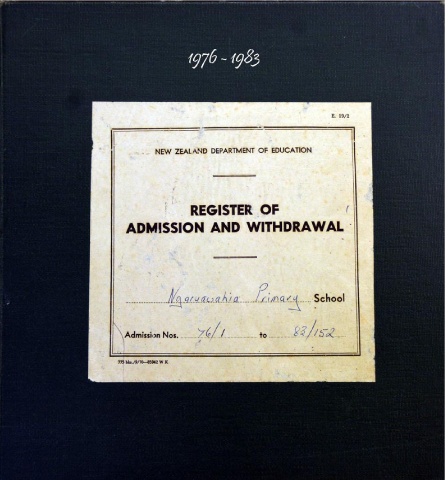 1976-1983
E. 19/1
NEW ZEALAND DEPARTMENT OF EDUCATION
REGISTER OF
ADMISSION AND WITHDRAWAL
Ngaruawahia Primary School
Admission Nos. 76/1 to 83/152